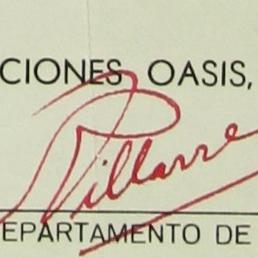 CIONES OASIS,
Villarre
EPARTAMENTO DE